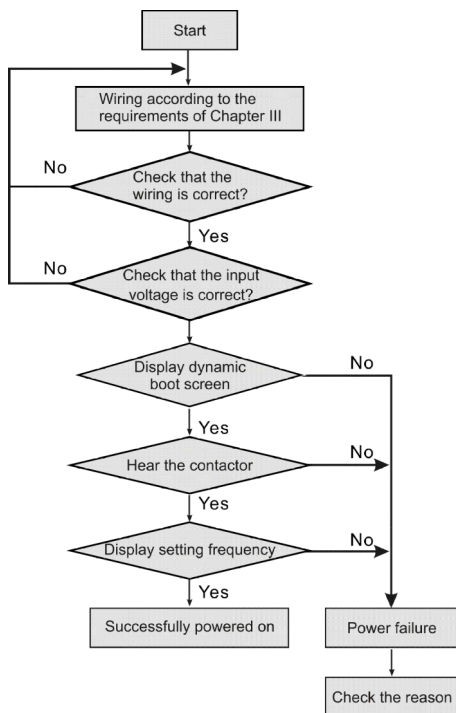 Start
Wiring according to the
requirements of Chapter III
No
Check that the
wiring is correct?
Yes
No
Check that the input
voltage is correct?
Display dynamic
boot screen
No
Yes
Hear the contactor
No
Yes
Display setting frequency
No
Yes
Successfully powered on
Power failure
Check the reason